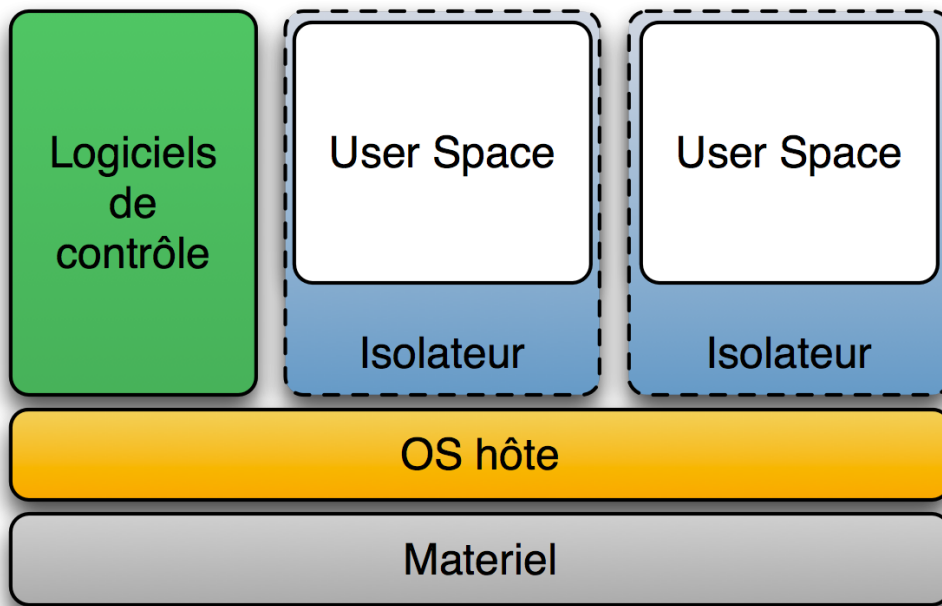 Logiciels
de
contrôle
User Space
Isolateur
User Space
Isolateur
OS hôte
Materiel